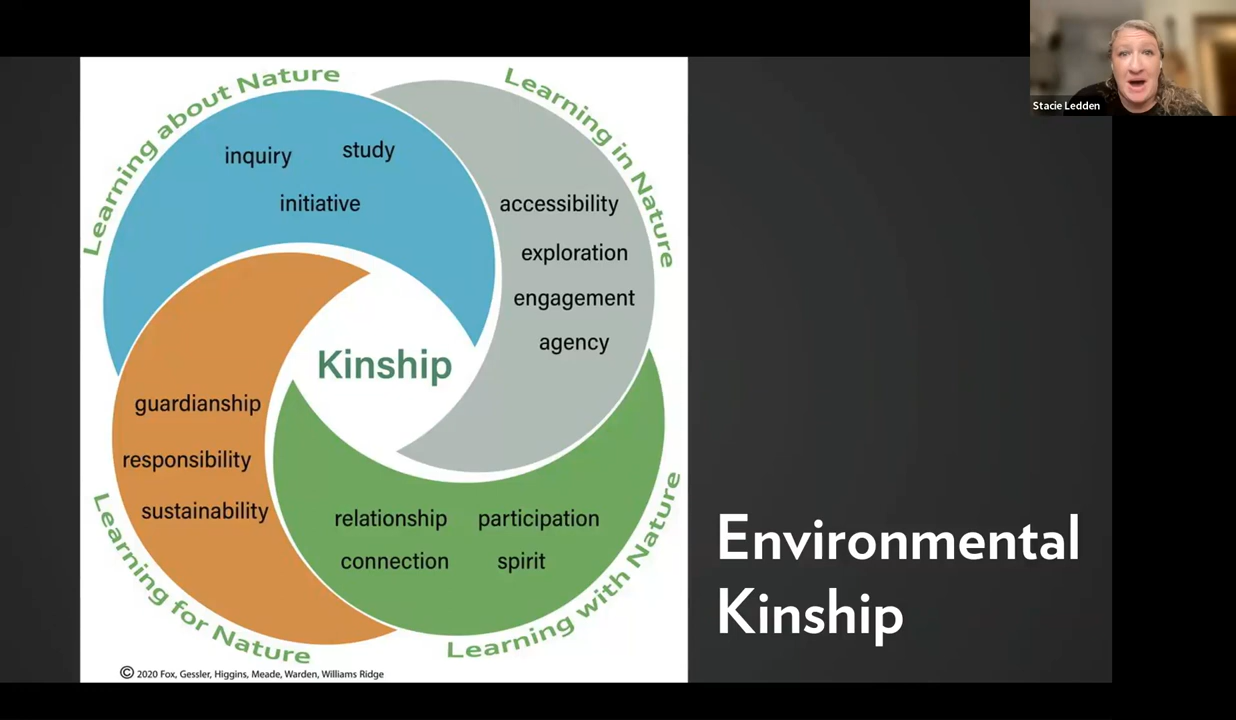 Stacie Ledden
Learning about Nature
inquiry
study
initiative
Learning in Nature
accessibility
exploration
engagement
agency
Kinship
guardianship
responsibility
sustainability
Learning for Nature
relationship
participation
connection
spirit
Learning with Nature
Environmental
Kinship
© 2020 Fox, Gessler, Higgins, Meade, Warden, Williams Ridge